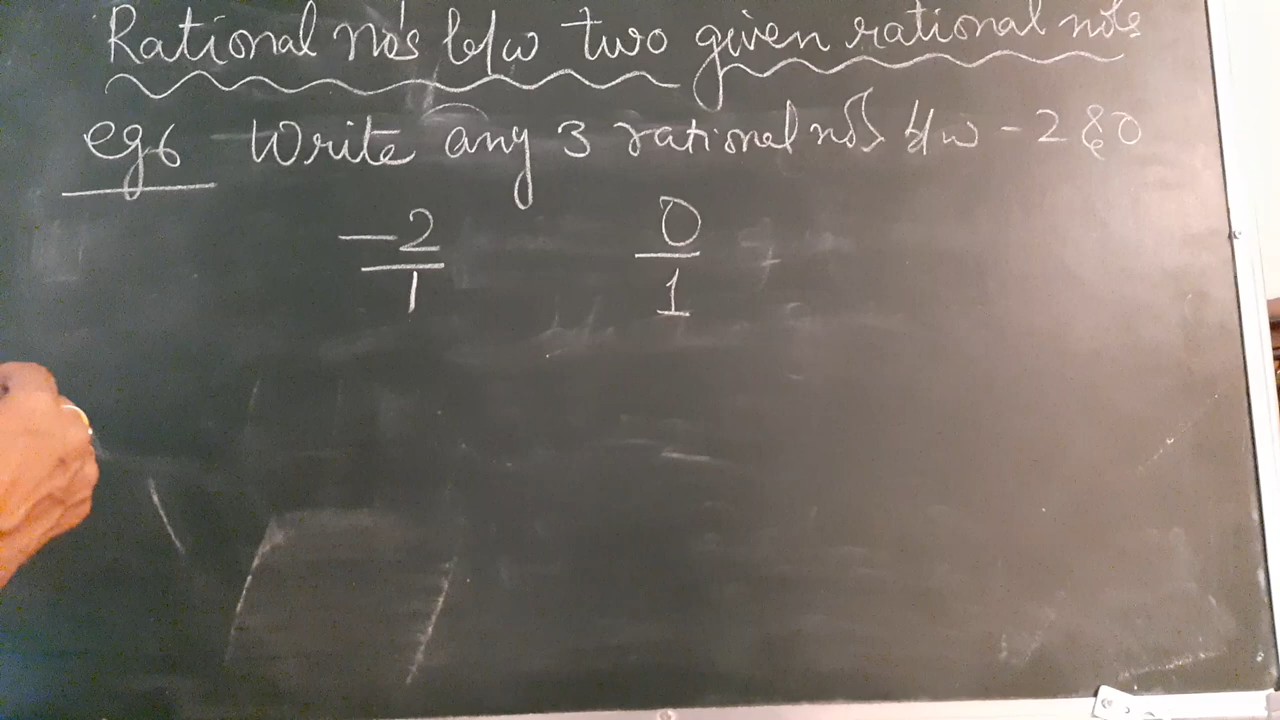 Rational no's b/w two given rational no's
eg6 Write any 3 rational no's b/w -2 & 0
-2 0
1 1